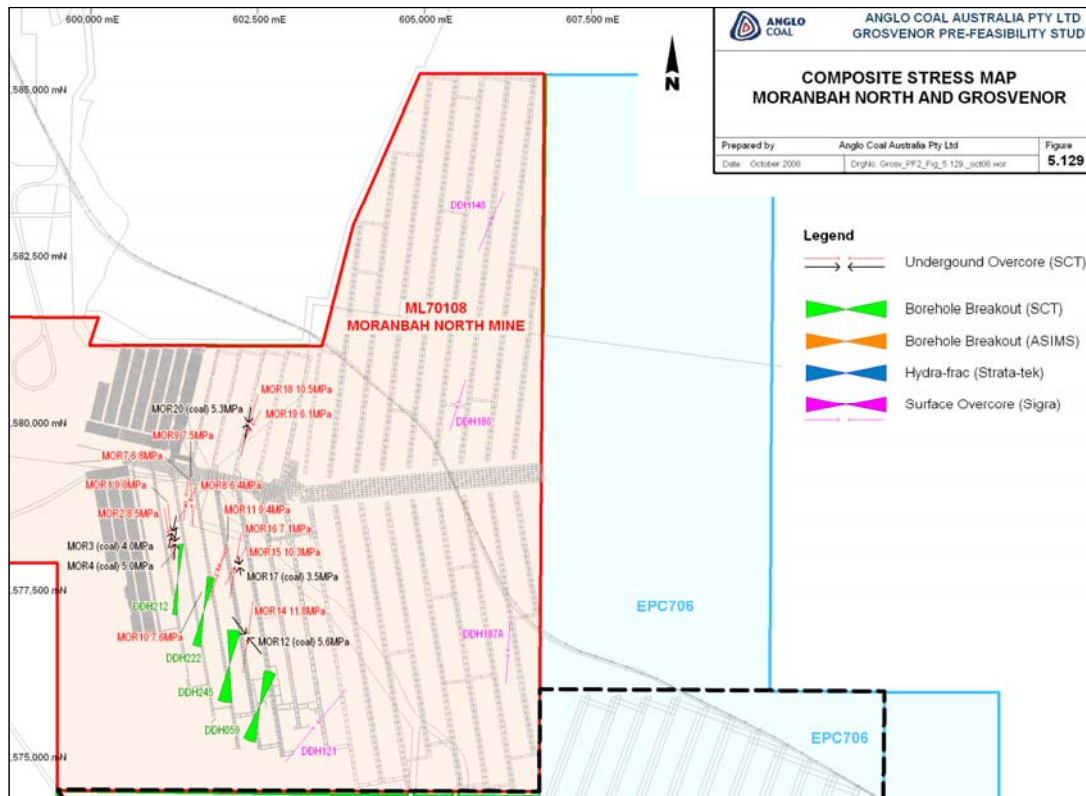 600,000 mE
602,500 mE
605,000 mE
607,500 mE
ANGLO
COAL
ANGLO COAL AUSTRALIA PTY LTD
GROSVENOR PRE-FEASIBILITY STUDY
N
COMPOSITE STRESS MAP
MORANBAH NORTH AND GROSVENOR
Prepared by
Anglo Coal Australia Pty Ltd
Figure
Date October 2008
DrgNo. Grosv_PF2_Fig_5.129._oct08.wor
5.129
,585,000 mN
,582,500 mN
,580,000 mN
,577,500 mN
,575,000 mN
Legend
Undergound Overcore (SCT)
Borehole Breakout (SCT)
Borehole Breakout (ASIMS)
Hydra-frac (Strata-tek)
Surface Overcore (Sigra)
DDH148
ML70108
MORANBAH NORTH MINE
MOR18 10.5MPa
MOR20 (coal) 5.3MPa
MOR19 6.1MPa
DDH186
MOR9 7.5MPa
MOR7 6.8MPa
MOR1 9.0MPa
MOR8 6.4MPa
MOR2 8.5MPa
MOR11 9.4MPa
MOR16 7.1MPa
MOR3 (coal) 4.0MPa
MOR15 10.3MPa
MOR4 (coal) 5.0MPa
MOR17 (coal) 3.5MPa
DDH212
MOR14 11.8MPa
MOR10 7.6MPa
MOR12 (coal) 5.6MPa
DDH222
DDH187A
DDH245
DDH059
DDH121
EPC706
EPC706